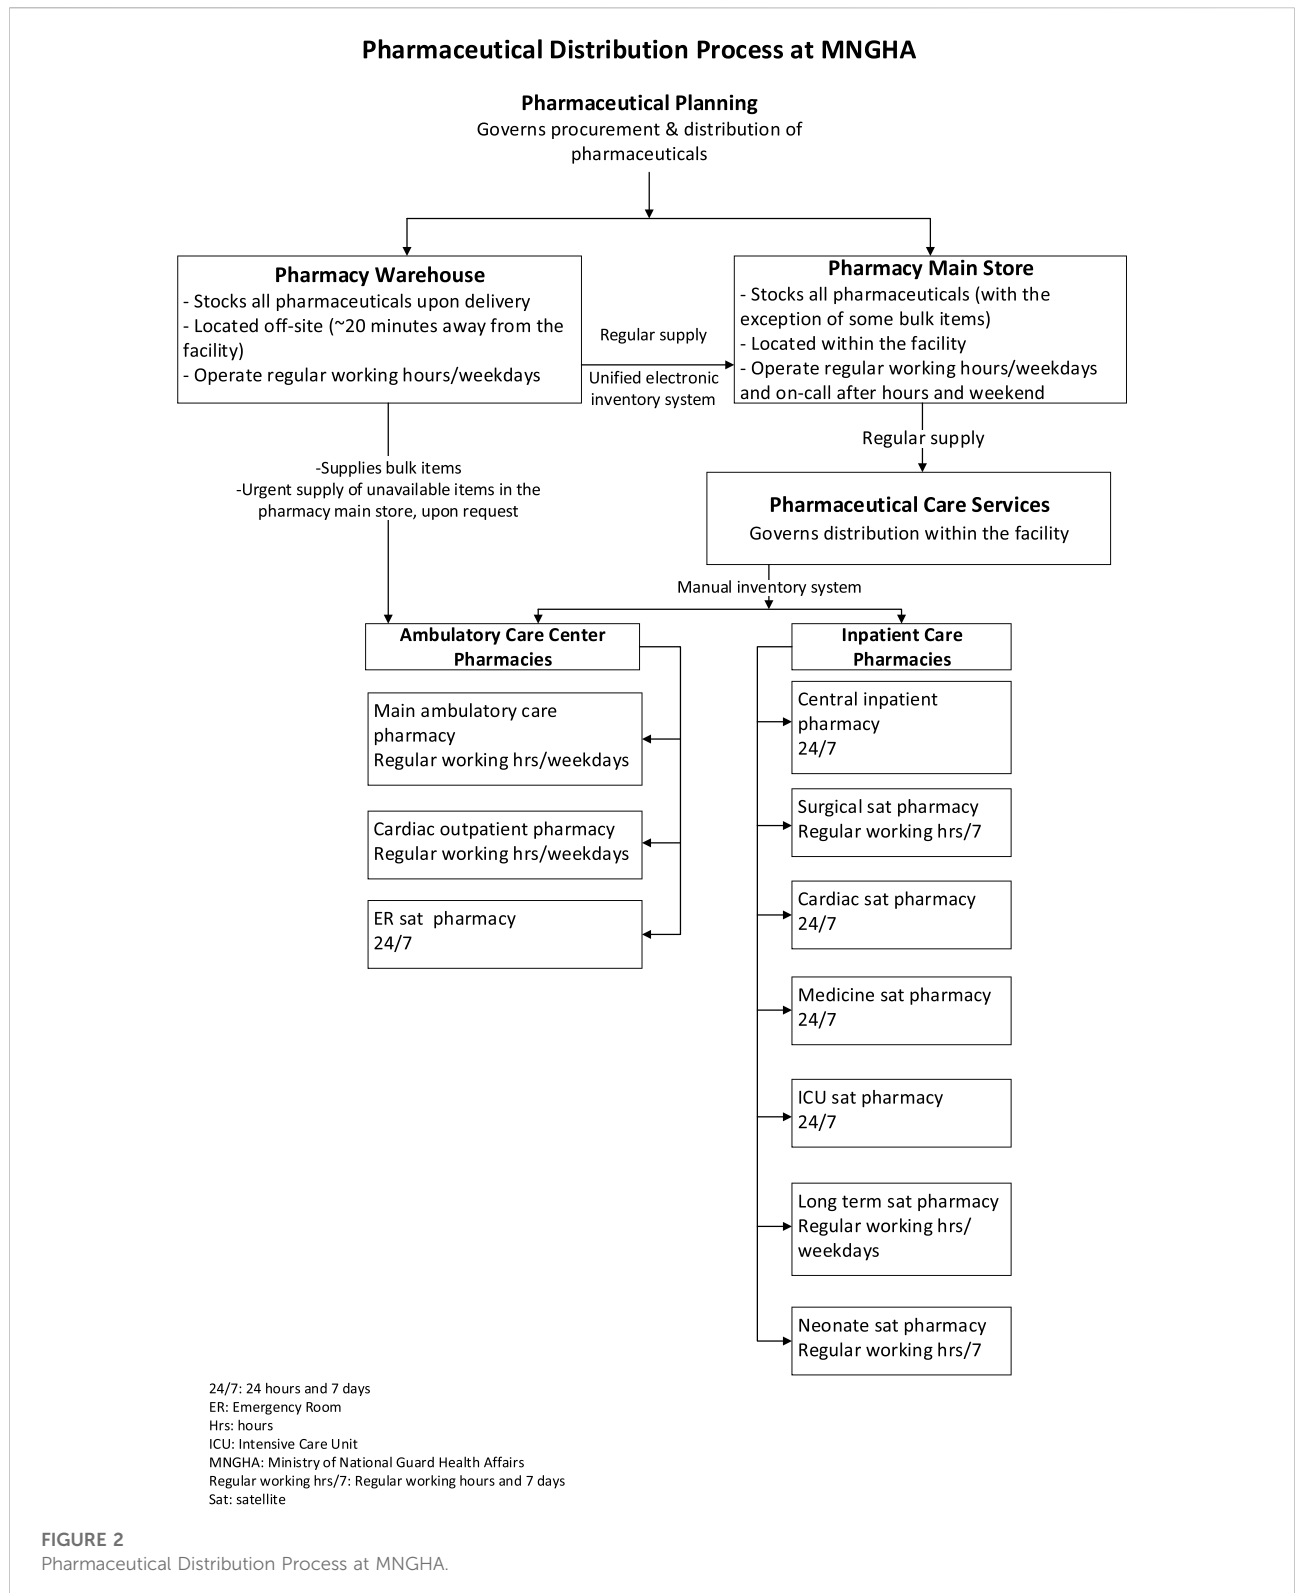 Pharmaceutical Distribution Process at MNGHA
Pharmaceutical Planning
Governs procurement & distribution of
pharmaceuticals
Pharmacy Warehouse
- Stocks all pharmaceuticals upon delivery
- Located off-site (~20 minutes away from the
facility)
- Operate regular working hours/weekdays
Regular supply
Unified electronic
inventory system
Pharmacy Main Store
- Stocks all pharmaceuticals (with the
exception of some bulk items)
- Located within the facility
- Operate regular working hours/weekdays
and on-call after hours and weekend
Regular supply
-Supplies bulk items
-Urgent supply of unavailable items in the
pharmacy main store, upon request
Pharmaceutical Care Services
Governs distribution within the facility
Manual inventory system
Ambulatory Care Center
Pharmacies
Main ambulatory care
pharmacy
Regular working hrs/weekdays
Cardiac outpatient pharmacy
Regular working hrs/weekdays
ER sat  pharmacy
24/7
Inpatient Care
Pharmacies
Central inpatient
pharmacy
24/7
Surgical sat pharmacy
Regular working hrs/7
Cardiac sat pharmacy
24/7
Medicine sat pharmacy
24/7
ICU sat pharmacy
24/7
Long term sat pharmacy
Regular working hrs/
weekdays
Neonate sat pharmacy
Regular working hrs/7
24/7: 24 hours and 7 days
ER: Emergency Room
Hrs: hours
ICU: Intensive Care Unit
MNGHA: Ministry of National Guard Health Affairs
Regular working hrs/7: Regular working hours and 7 days
Sat: satellite
FIGURE 2
Pharmaceutical Distribution Process at MNGHA.